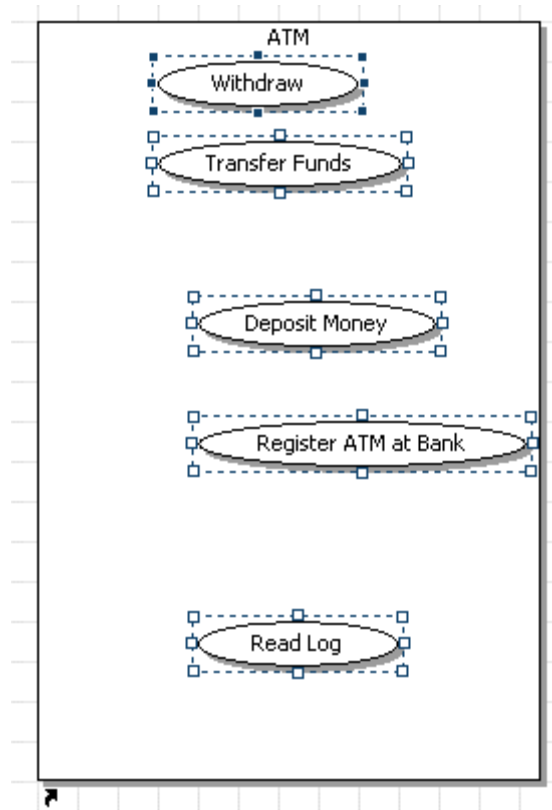 ATM
Withdraw
Transfer Funds
Deposit Money
Register ATM at Bank
Read Log